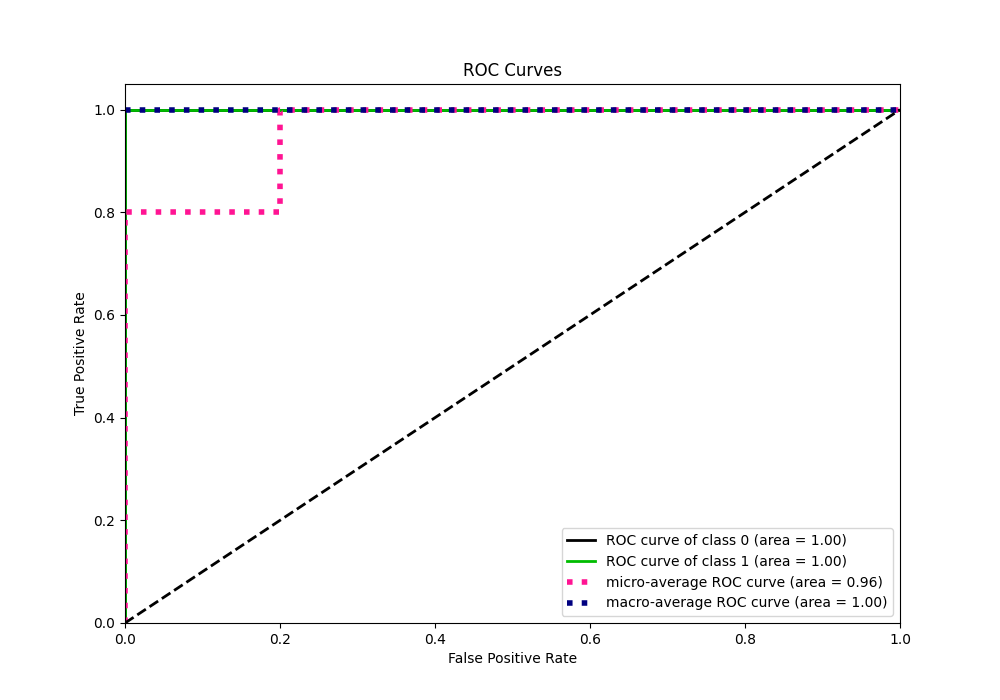 ROC Curves
True Positive Rate
1.0
0.8
0.6
0.4
0.2
0.0
0.0 0.2 0.4 0.6 0.8 1.0
False Positive Rate
ROC curve of class 0 (area = 1.00)
ROC curve of class 1 (area = 1.00)
micro-average ROC curve (area = 0.96)
macro-average ROC curve (area = 1.00)